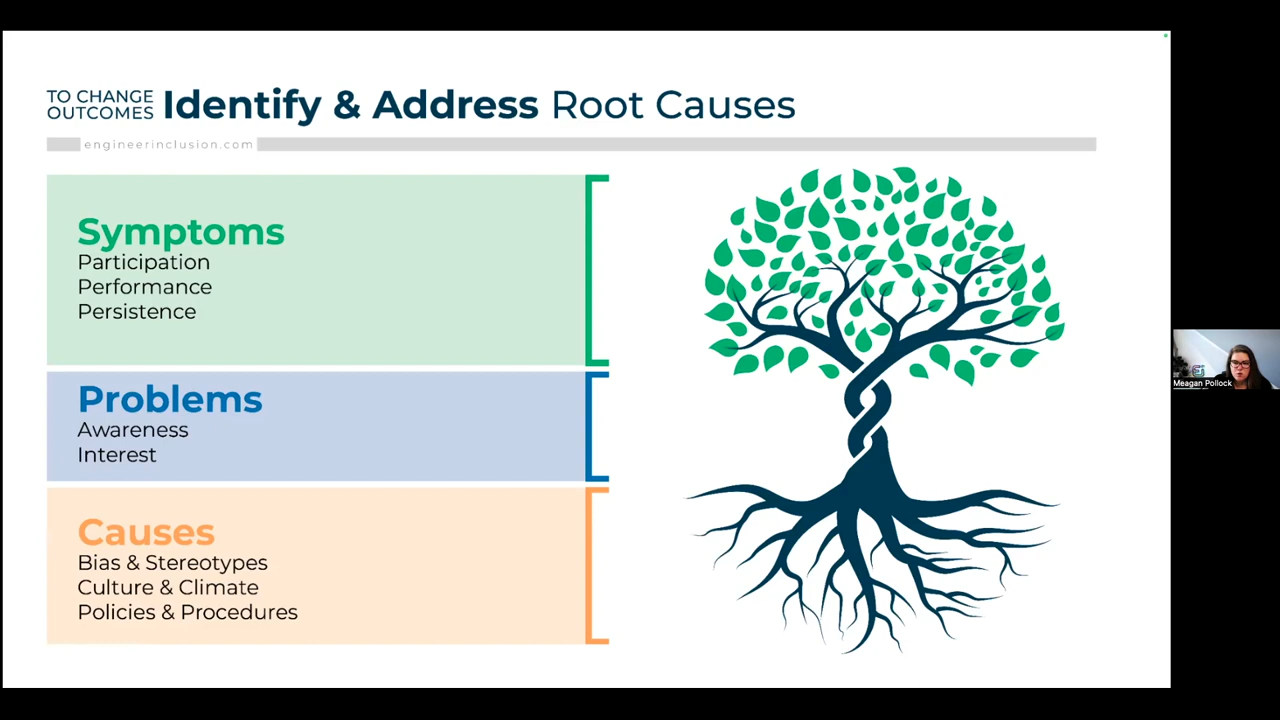 TO CHANGE
OUTCOMES Identify & Address Root Causes
engineerinclusion.com
Symptoms
Participation
Performance
Persistence
Problems
Awareness
Interest
Causes
Bias & Stereotypes
Culture & Climate
Policies & Procedures
Meagan Pollock